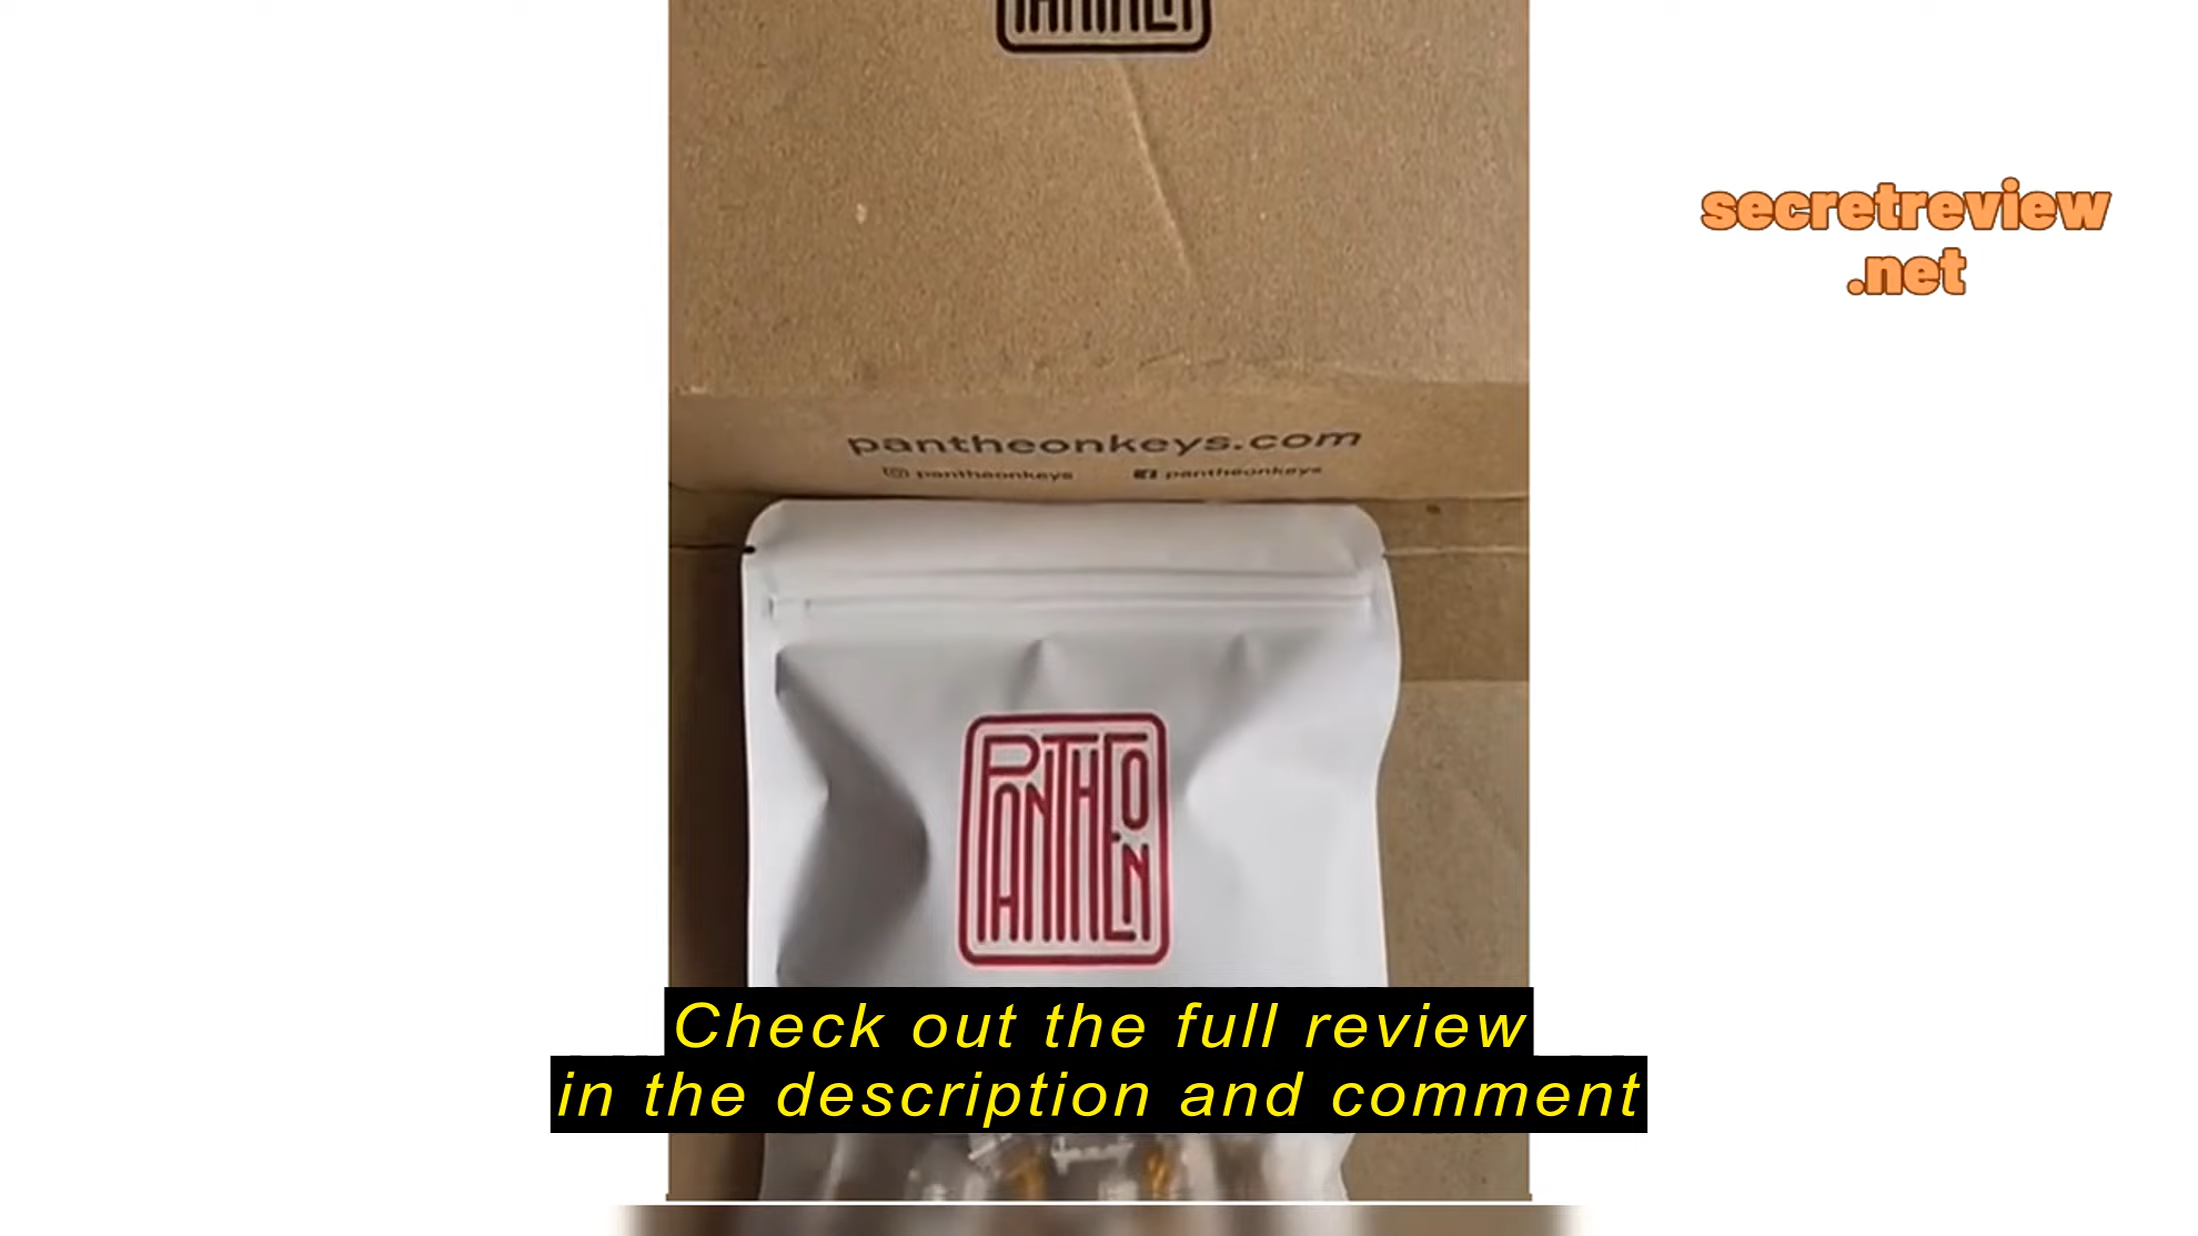 secretreview
.net
pantheonkeys.com
pantheonkeys pantheonkeys
PANTHEON
Check out the full review
in the description and comment